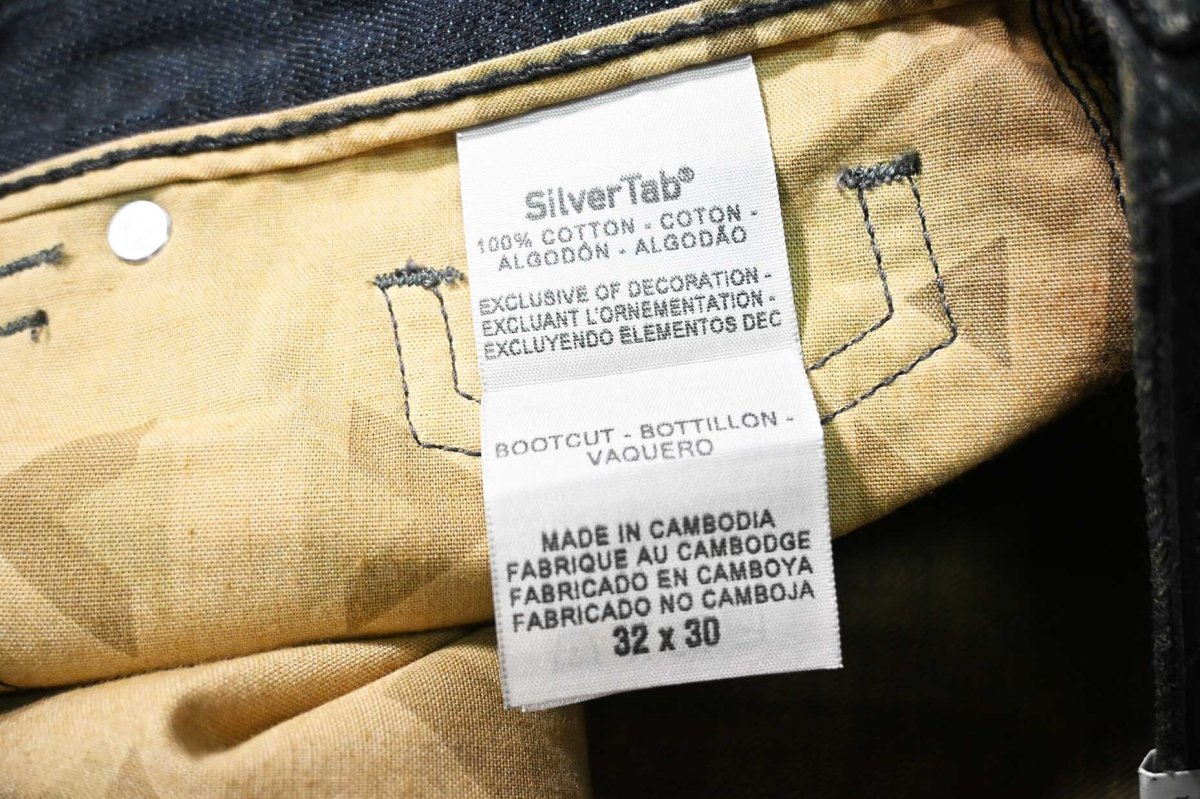 SilverTab®
100% COTTON - COTON -
ALGODÓN - ALGODÃO
EXCLUSIVE OF DECORATION -
EXCLUANT L'ORNEMENTATION -
EXCLUYENDO ELEMENTOS DEC
BOOTCUT - BOTTILLON -
VAQUERO
MADE IN CAMBODIA
FABRIQUE AU CAMBODGE
FABRICADO EN CAMBOYA
FABRICADO NO CAMBOJA
32 x 30